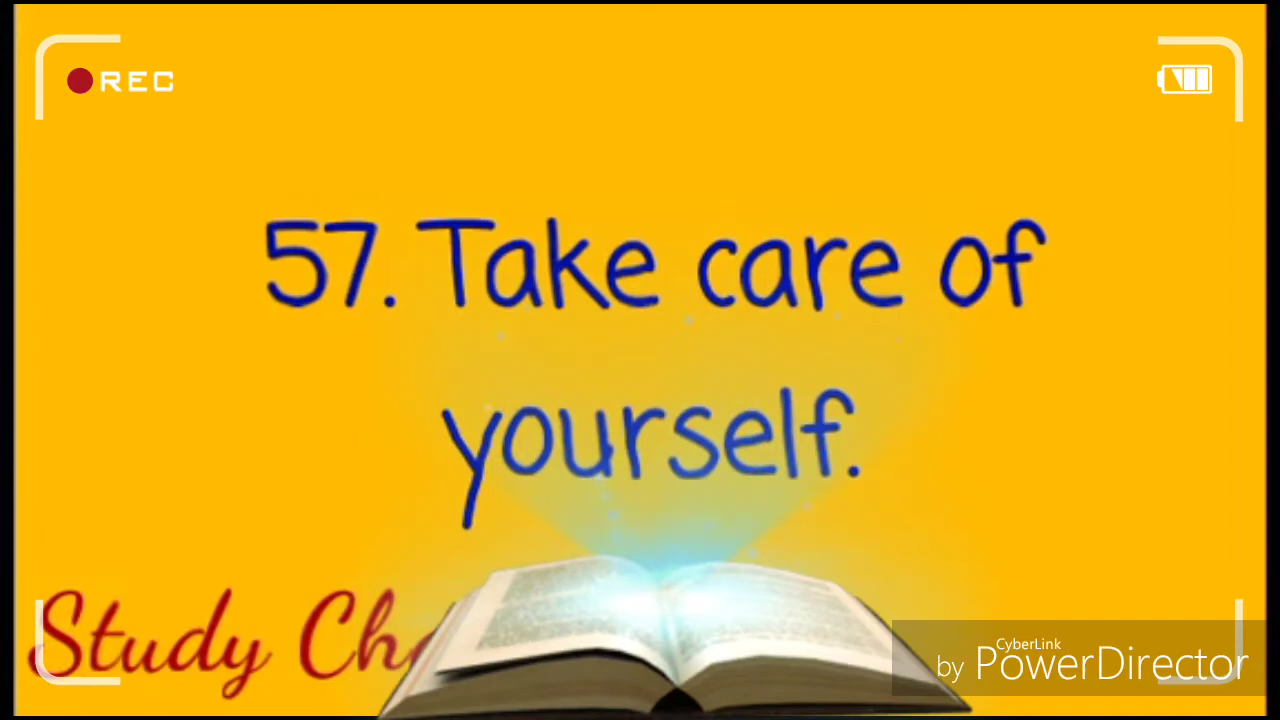 REC
57. Take care of
yourself.
Study
CyberLink
by PowerDirector